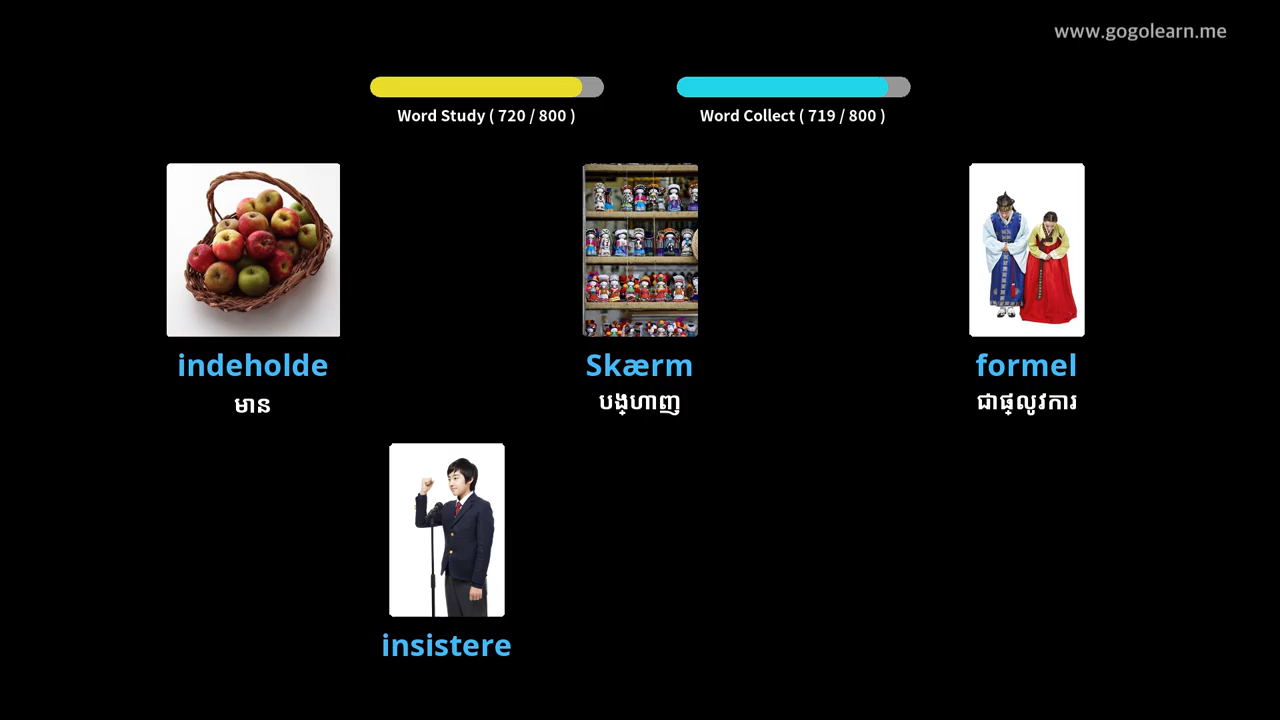 www.gogolearn.me
Word Study ( 720 / 800 )
Word Collect ( 719 / 800 )
indeholde
Skærm
formel
មាន
បង្ហាញ
ជាផ្លូវការ
insistere